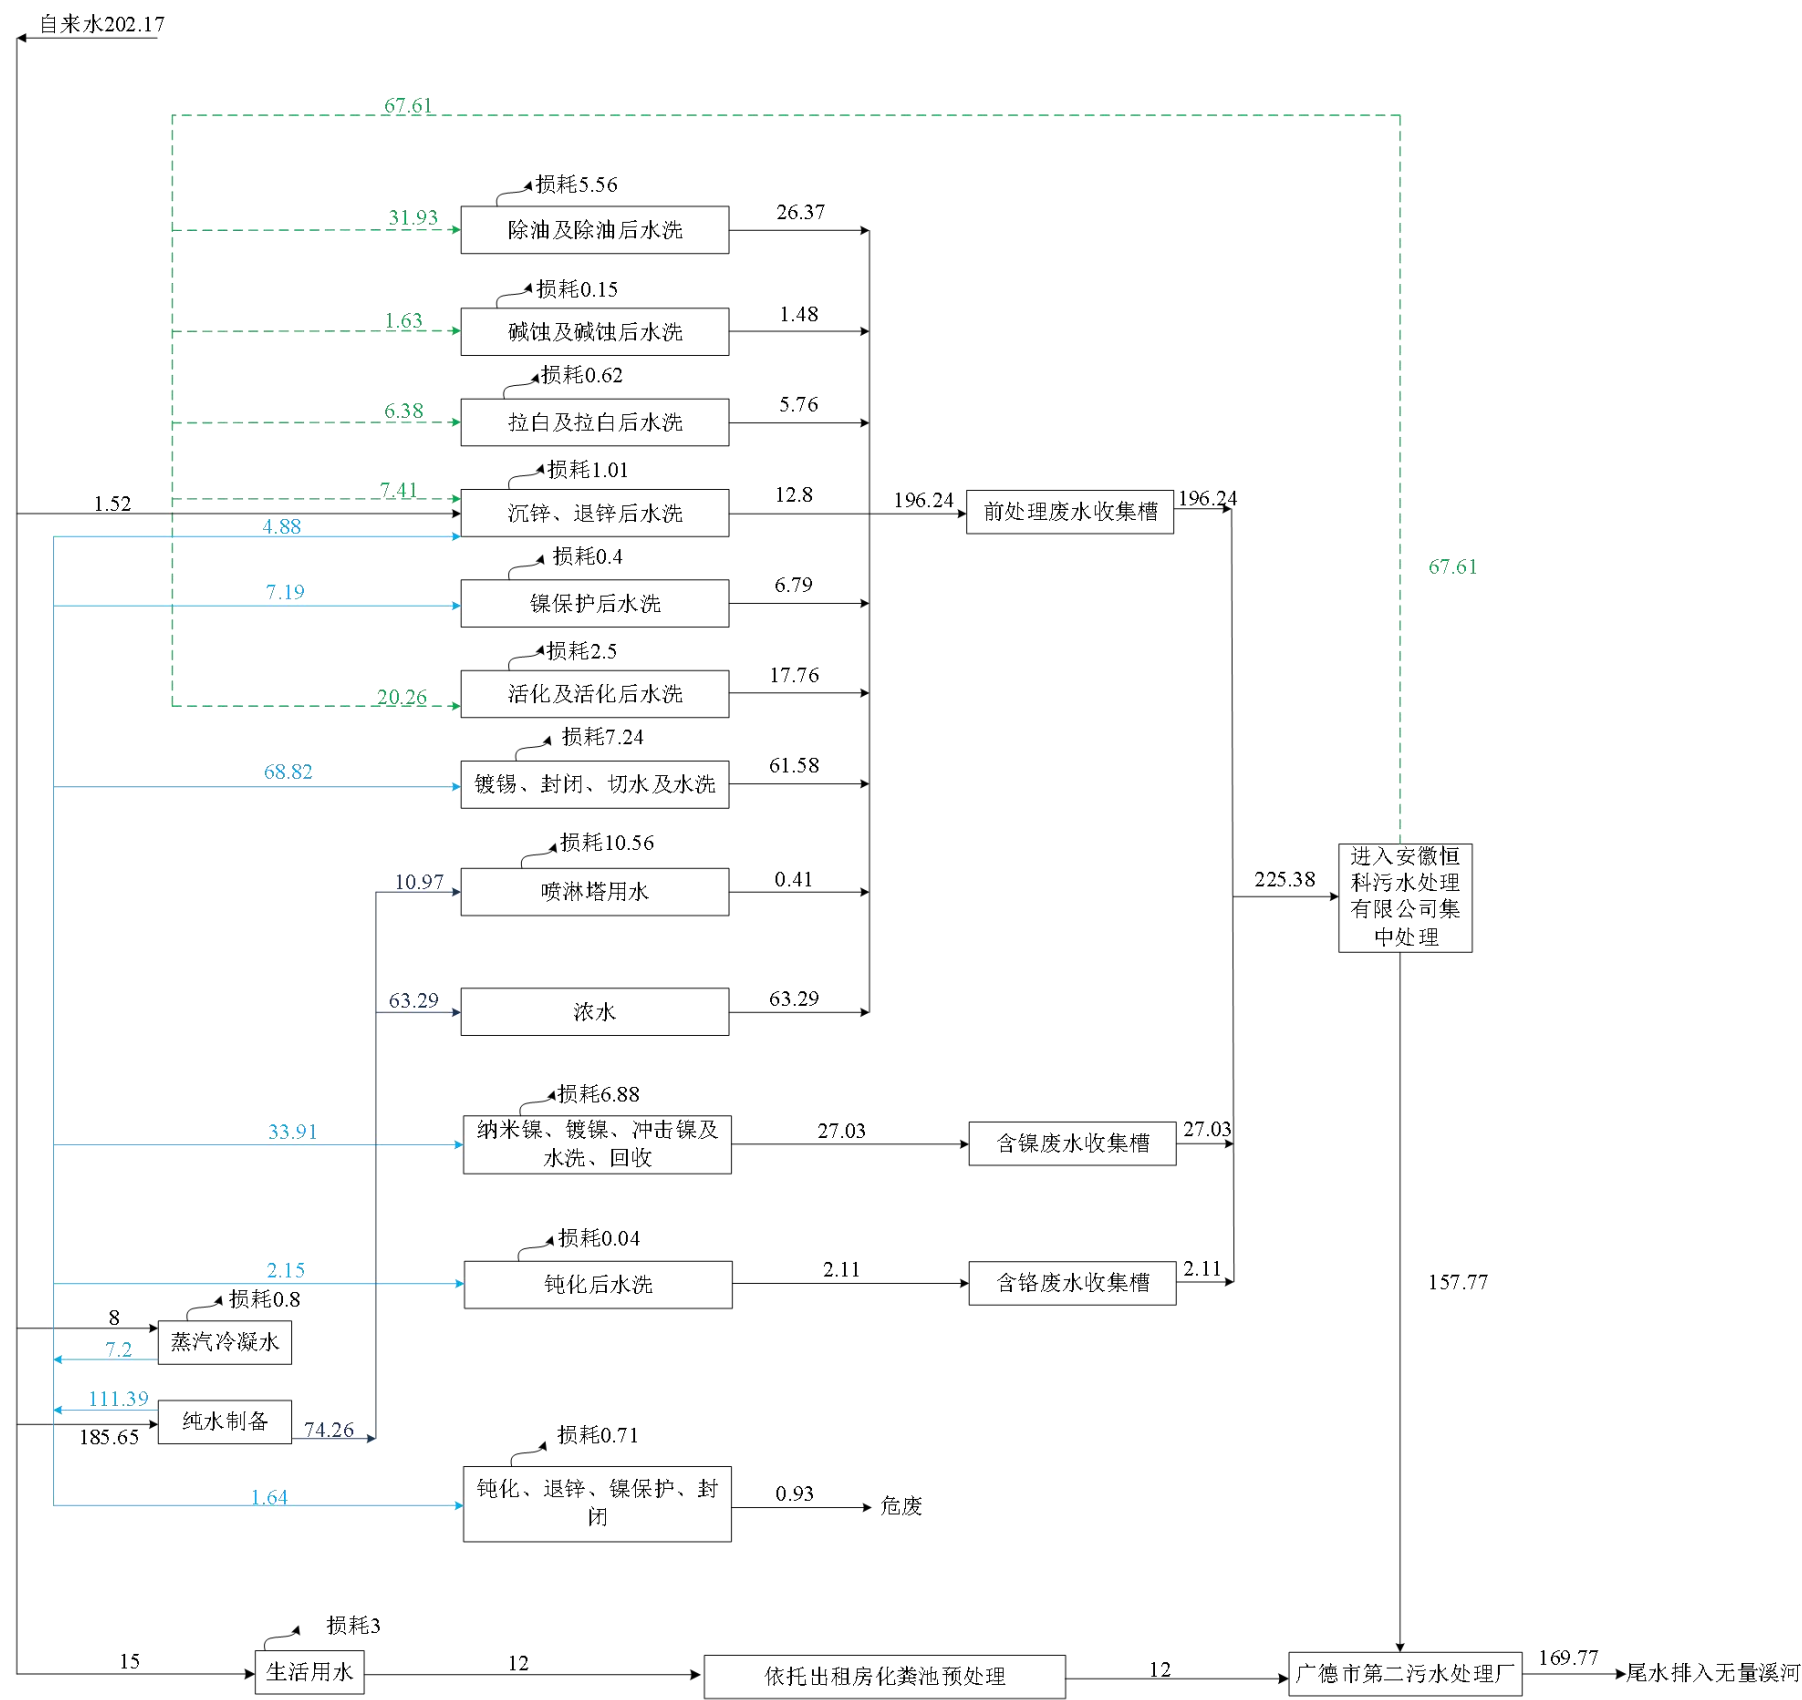 自来水202.17
67.61
损耗5.56
31.93
除油及除油后水洗
26.37
损耗0.15
1.63
碱蚀及碱蚀后水洗
1.48
损耗0.62
6.38
拉白及拉白后水洗
5.76
损耗1.01
7.41
1.52
4.88
沉锌、退锌后水洗
12.8
196.24
前处理废水收集槽
196.24
损耗0.4
7.19
镍保护后水洗
6.79
67.61
损耗2.5
20.26
活化及活化后水洗
17.76
损耗7.24
68.82
镀锡、封闭、切水及水洗
61.58
损耗10.56
10.97
喷淋塔用水
0.41
225.38
进入安徽恒
科污水处理
有限公司集
中处理
63.29
浓水
63.29
损耗6.88
33.91
纳米镍、镀镍、冲击镍及
水洗、回收
27.03
含镍废水收集槽
27.03
损耗0.04
2.15
钝化后水洗
2.11
含铬废水收集槽
2.11
157.77
损耗0.8
8
蒸汽冷凝水
7.2
111.39
纯水制备
185.65
74.26
损耗0.71
1.64
钝化、退锌、镍保护、封
闭
0.93
危废
损耗3
15
生活用水
12
依托出租房化粪池预处理
12
广德市第二污水处理厂
169.77
尾水排入无量溪河